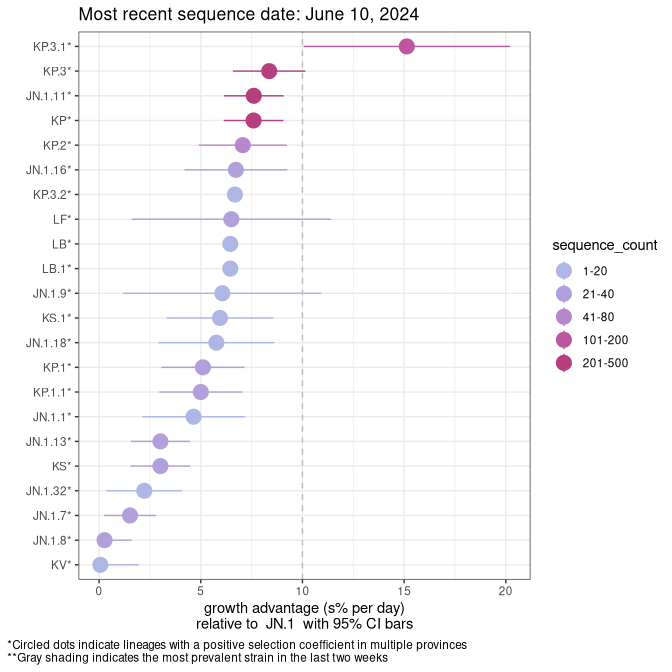 Most recent sequence date: June 10, 2024
KP.3.1*
KP.3*
JN.1.11*
KP*
KP.2*
JN.1.16*
KP.3.2*
LF*
LB*
LB.1*
JN.1.9*
KS.1*
JN.1.18*
KP.1*
KP.1.1*
JN.1.1*
JN.1.13*
KS*
JN.1.32*
JN.1.7*
JN.1.8*
KV*
0 5 10 15 20
growth advantage (s% per day)
relative to JN.1 with 95% CI bars
sequence_count
1-20
21-40
41-80
101-200
201-500
*Circled dots indicate lineages with a positive selection coefficient in multiple provinces
**Gray shading indicates the most prevalent strain in the last two weeks